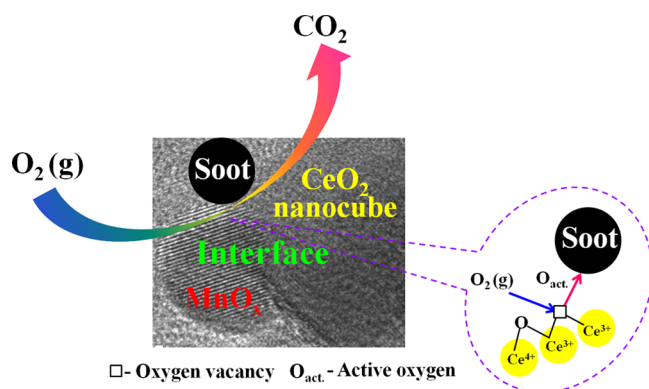 CO₂
O₂ (g)
Soot
CeO₂
nanocube
Interface
MnOₓ
Soot
O₂ (g)
Oact.
O
Ce³⁺
Ce³⁺
Ce⁴⁺
□- Oxygen vacancy Oact.- Active oxygen